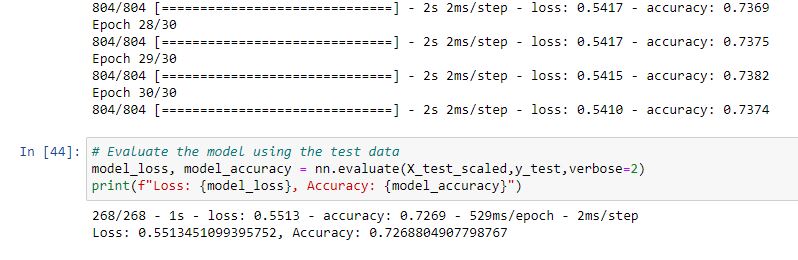 804/804 [==============================] - 2s 2ms/step - loss: 0.5417 - accuracy: 0.7369
Epoch 28/30
804/804 [==============================] - 2s 2ms/step - loss: 0.5417 - accuracy: 0.7375
Epoch 29/30
804/804 [==============================] - 2s 2ms/step - loss: 0.5415 - accuracy: 0.7382
Epoch 30/30
804/804 [==============================] - 2s 2ms/step - loss: 0.5410 - accuracy: 0.7374
In [44]: # Evaluate the model using the test data
model_loss, model_accuracy = nn.evaluate(X_test_scaled,y_test,verbose=2)
print(f"Loss: {model_loss}, Accuracy: {model_accuracy}")
268/268 - 1s - loss: 0.5513 - accuracy: 0.7269 - 529ms/epoch - 2ms/step
Loss: 0.5513451099395752, Accuracy: 0.7268804907798767